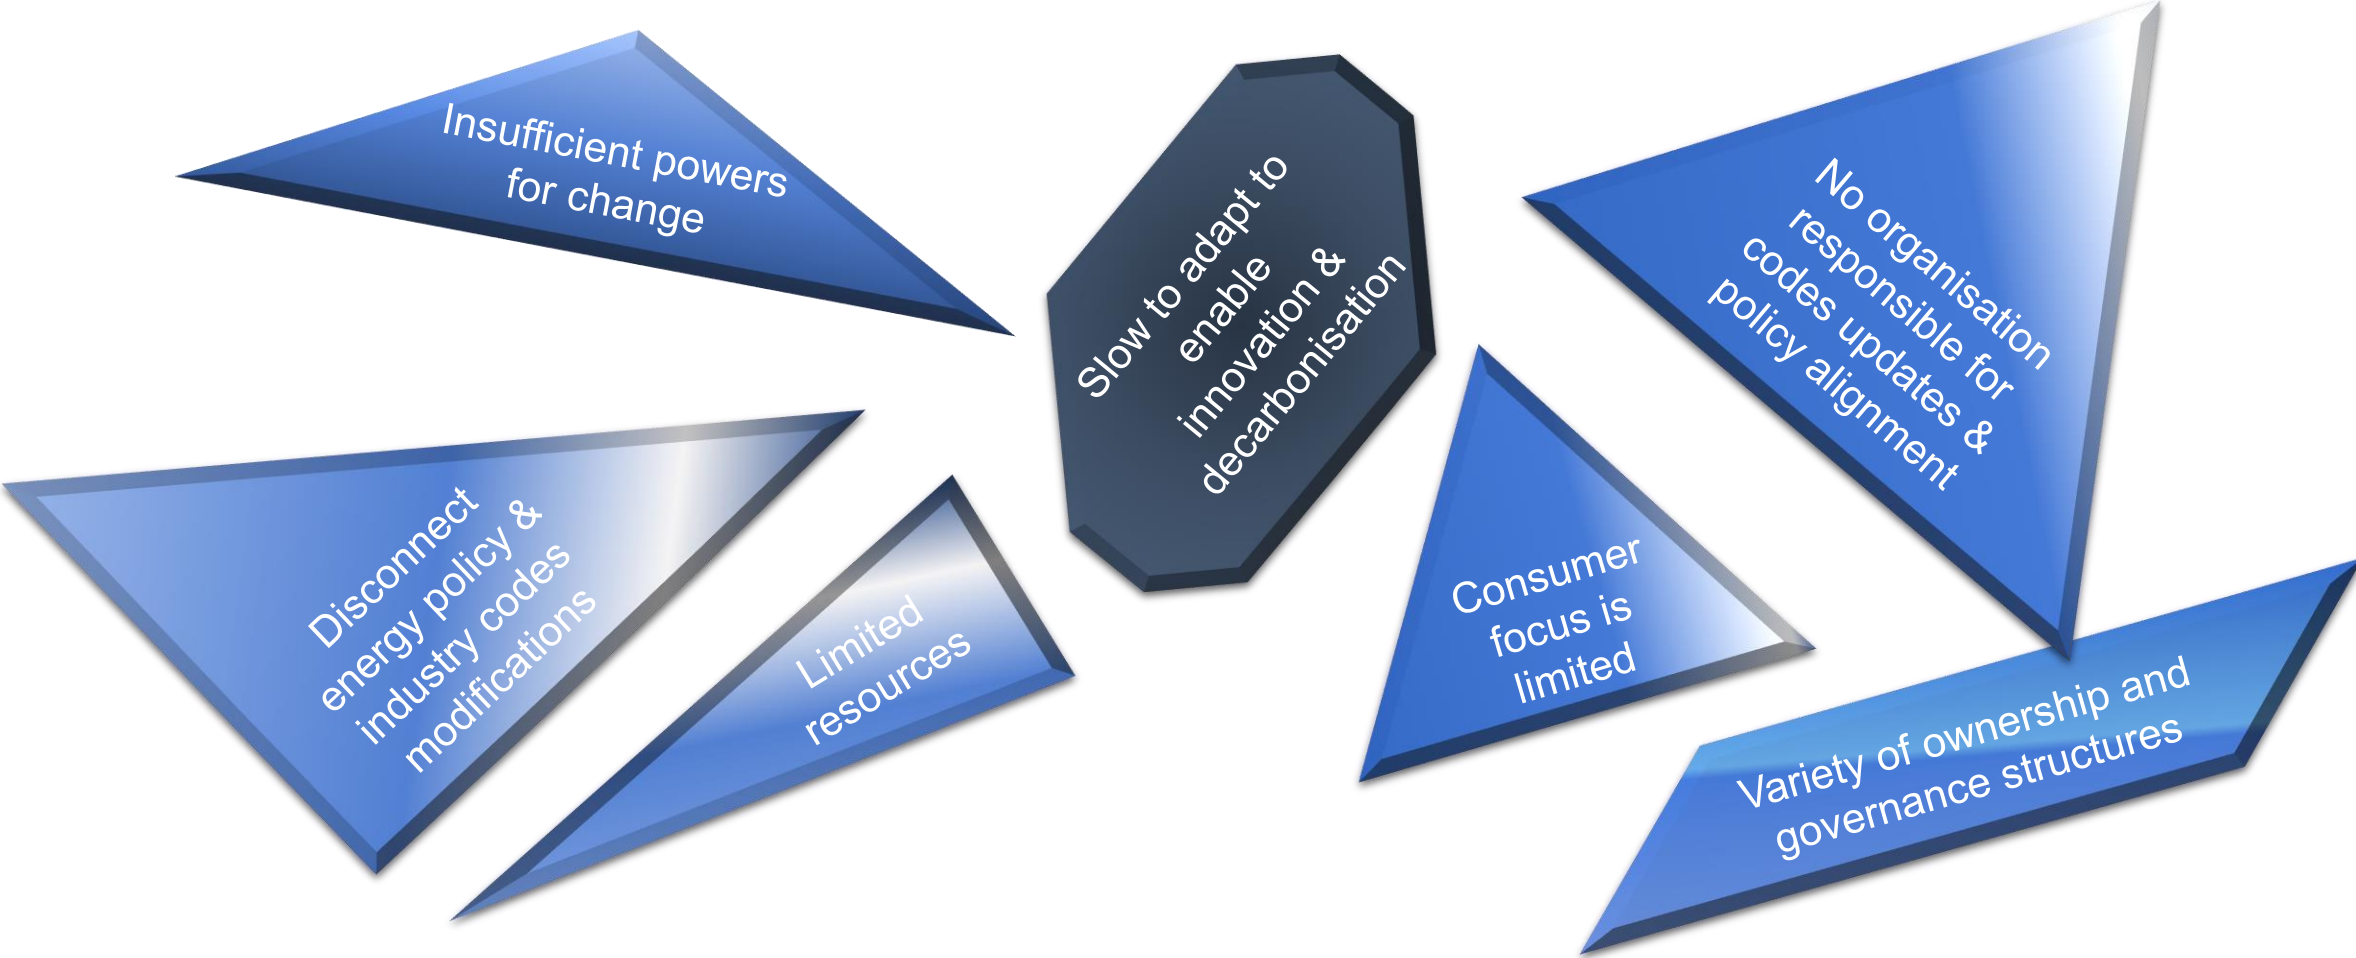 Insufficient powers
for change
Slow to adapt to
enable
innovation &
decarbonisation
No organisation
responsible for
codes updates &
policy alignment
Disconnect
energy policy &
industry codes
modifications
Limited
resources
Consumer
focus is
limited
Variety of ownership and
governance structures